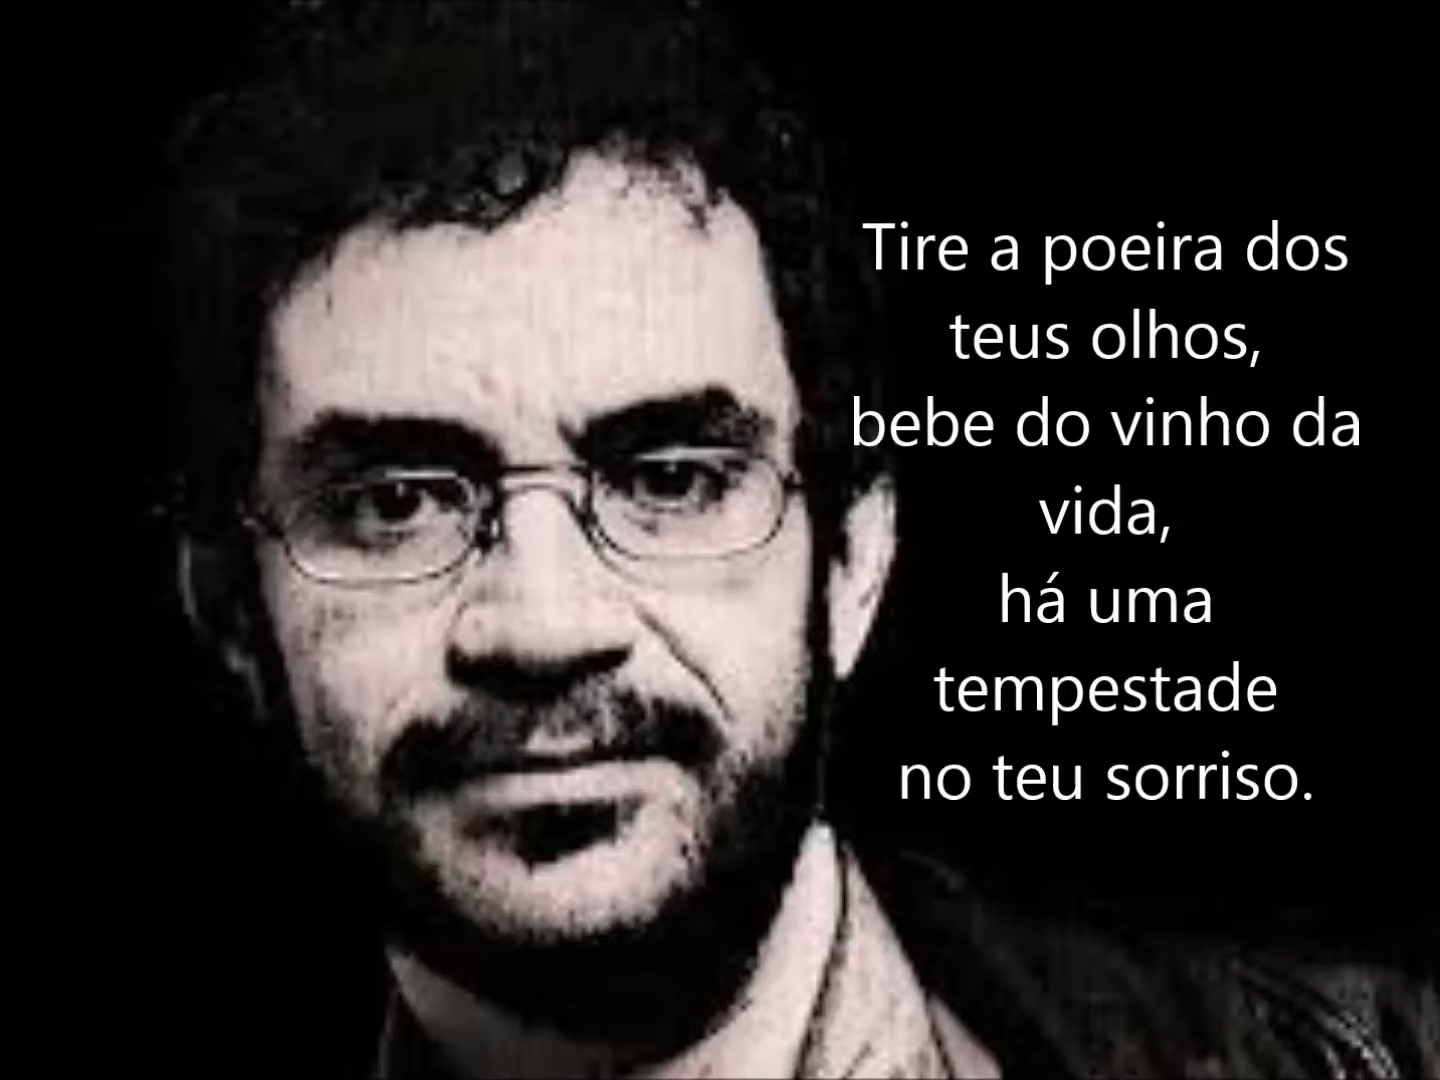 Tire a poeira dos
teus olhos,
bebe do vinho da
vida,
há uma
tempestade
no teu sorriso.